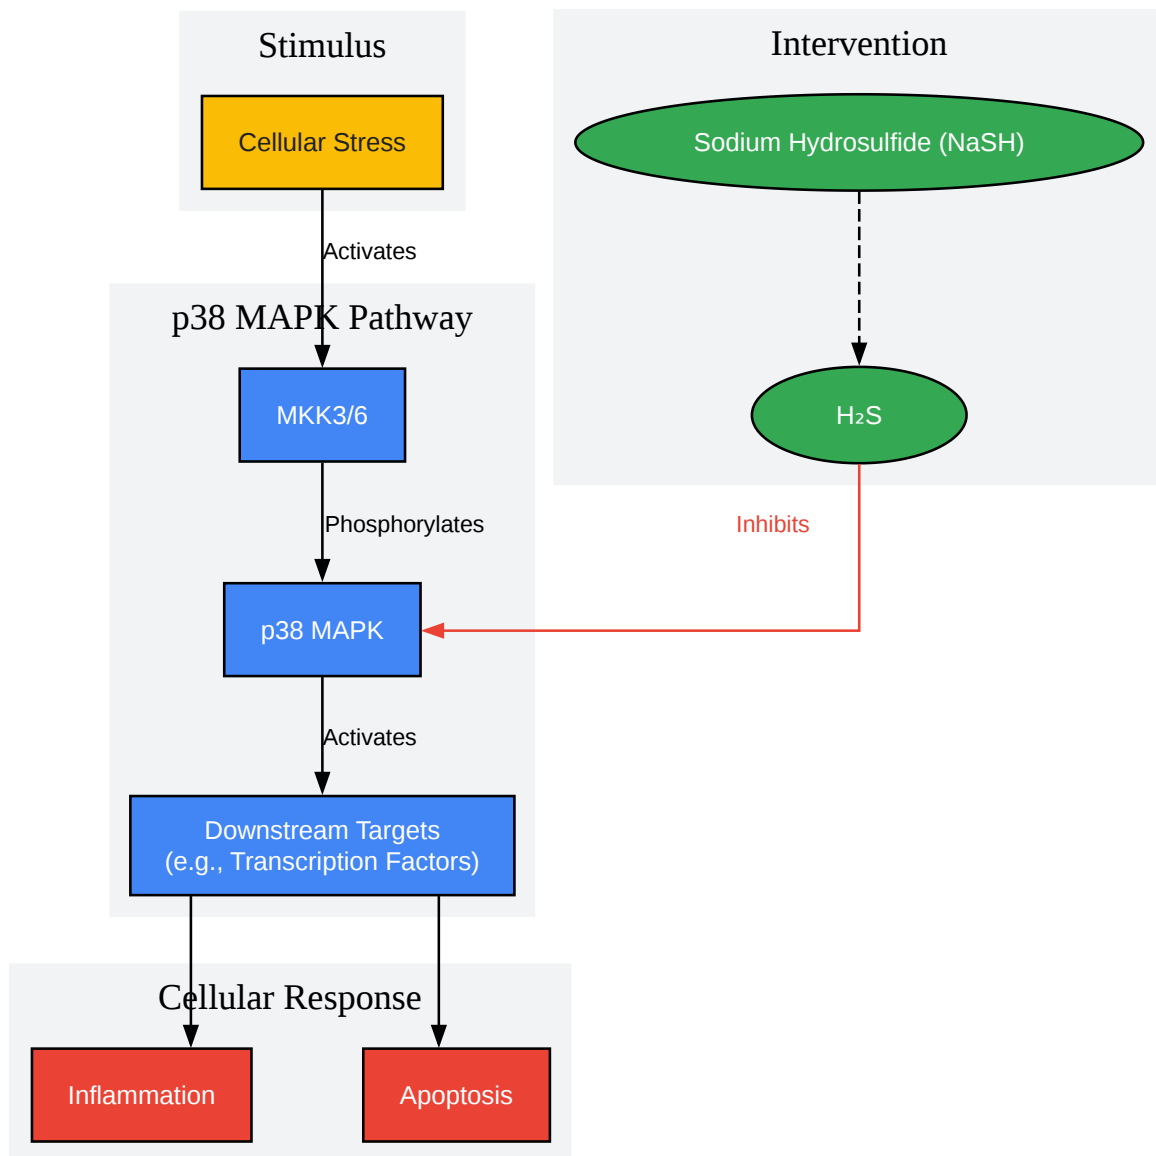 Stimulus
Cellular Stress
Activates
Intervention
Sodium Hydrosulfide (NaSH)
H₂S
Inhibits
p38 MAPK Pathway
MKK3/6
Phosphorylates
p38 MAPK
Activates
Downstream Targets
(e.g., Transcription Factors)
Cellular Response
Inflammation
Apoptosis